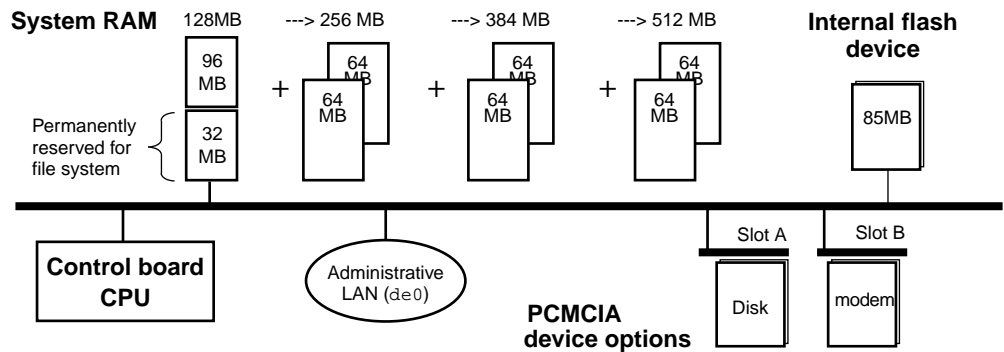 System RAM
128MB
---> 256 MB
---> 384 MB
---> 512 MB
Internal flash
device
96
MB
32
MB
Permanently
reserved for
file system
+
64
MB
64
MB
+
64
MB
64
MB
+
64
MB
64
MB
85MB
Control board
CPU
Administrative
LAN (de0)
PCMCIA
device options
Slot A
Disk
Slot B
modem